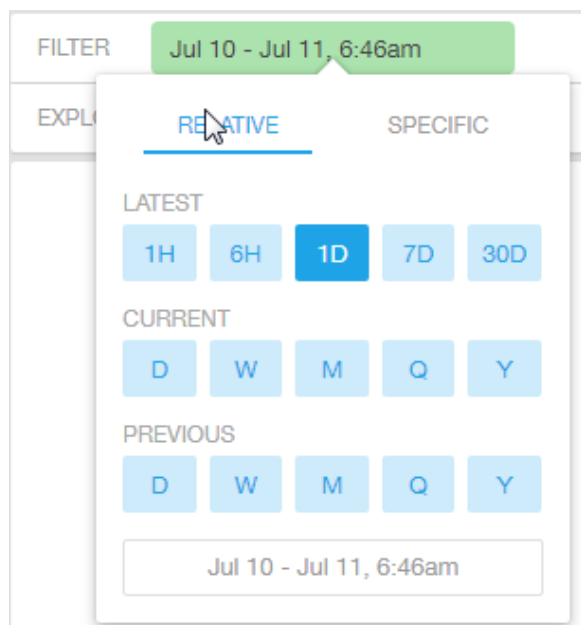 FILTER Jul 10 - Jul 11, 6:46am
EXPL
RELATIVE SPECIFIC
LATEST
1H 6H 1D 7D 30D
CURRENT
D W M Q Y
PREVIOUS
D W M Q Y
Jul 10 - Jul 11, 6:46am